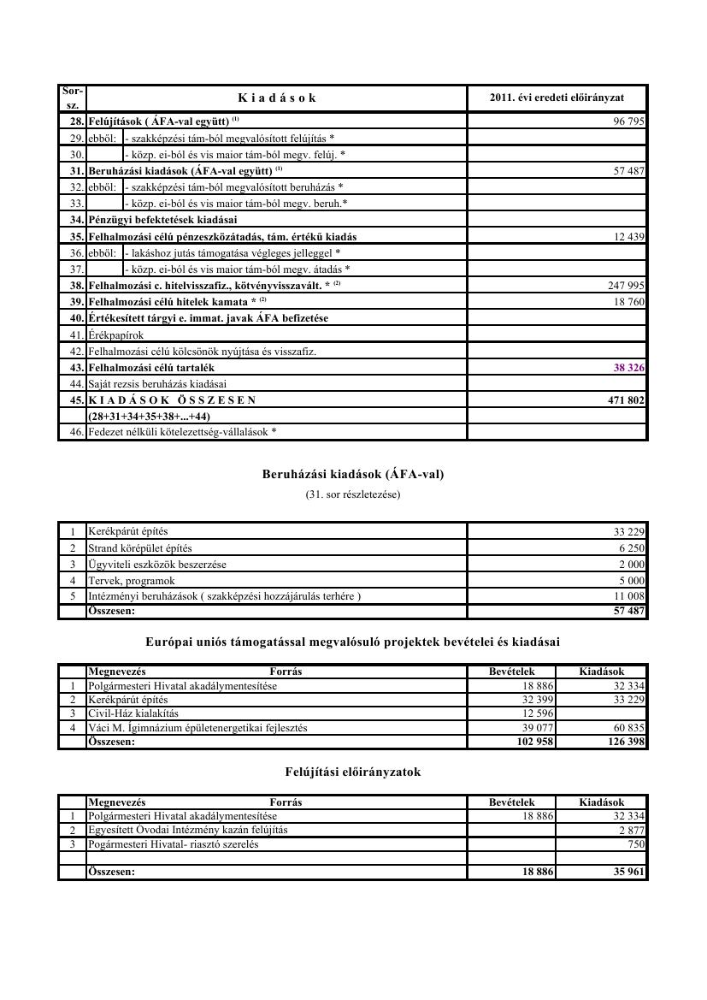 Sor-sz. K i a d á s o k 2011. évi eredeti előirányzat
28. Felújítások ( ÁFA-val együtt) (1) 96 795
29. ebből: - szakképzési tám-ból megvalósított felújítás *
30. - közp. ei-ból és vis maior tám-ból megv. felúj. *
31. Beruházási kiadások (ÁFA-val együtt) (1) 57 487
32. ebből: - szakképzési tám-ból megvalósított beruházás *
33. - közp. ei-ból és vis maior tám-ból megv. beruh.*
34. Pénzügyi befektetések kiadásai
35. Felhalmozási célú pénzeszközátadás, tám. értékű kiadás 12 439
36. ebből: - lakáshoz jutás támogatása végleges jelleggel *
37. - közp. ei-ból és vis maior tám-ból megv. átadás *
38. Felhalmozási c. hitelvisszafiz., kötvényvisszavált. * (2) 247 995
39. Felhalmozási célú hitelek kamata * (2) 18 760
40. Értékesített tárgyi e. immat. javak ÁFA befizetése
41. Érékpapírok
42. Felhalmozási célú kölcsönök nyújtása és visszafiz.
43. Felhalmozási célú tartalék 38 326
44. Saját rezsis beruházás kiadásai
45. K I A D Á S O K Ö S S Z E S E N 471 802
(28+31+34+35+38+...+44)
46. Fedezet nélküli kötelezettség-vállalások *
Beruházási kiadások (ÁFA-val)
(31. sor részletezése)
1 Kerékpárút építés 33 229
2 Strand körépület építés 6 250
3 Ügyviteli eszközök beszerzése 2 000
4 Tervek, programok 5 000
5 Intézményi beruházások ( szakképzési hozzájárulás terhére ) 11 008
Összesen: 57 487
Európai uniós támogatással megvalósuló projektek bevételei és kiadásai
Megnevezés Forrás Bevételek Kiadások
1 Polgármesteri Hivatal akadálymentesítése 18 886 32 334
2 Kerékpárút építés 32 399 33 229
3 Civil-Ház kialakítás 12 596
4 Váci M. Ígimnázium épületenergetikai fejlesztés 39 077 60 835
Összesen: 102 958 126 398
Felújítási előirányzatok
Megnevezés Forrás Bevételek Kiadások
1 Polgármesteri Hivatal akadálymentesítése 18 886 32 334
2 Egyesített Óvodai Intézmény kazán felújítás 2 877
3 Pogármesteri Hivatal- riasztó szerelés 750
Összesen: 18 886 35 961